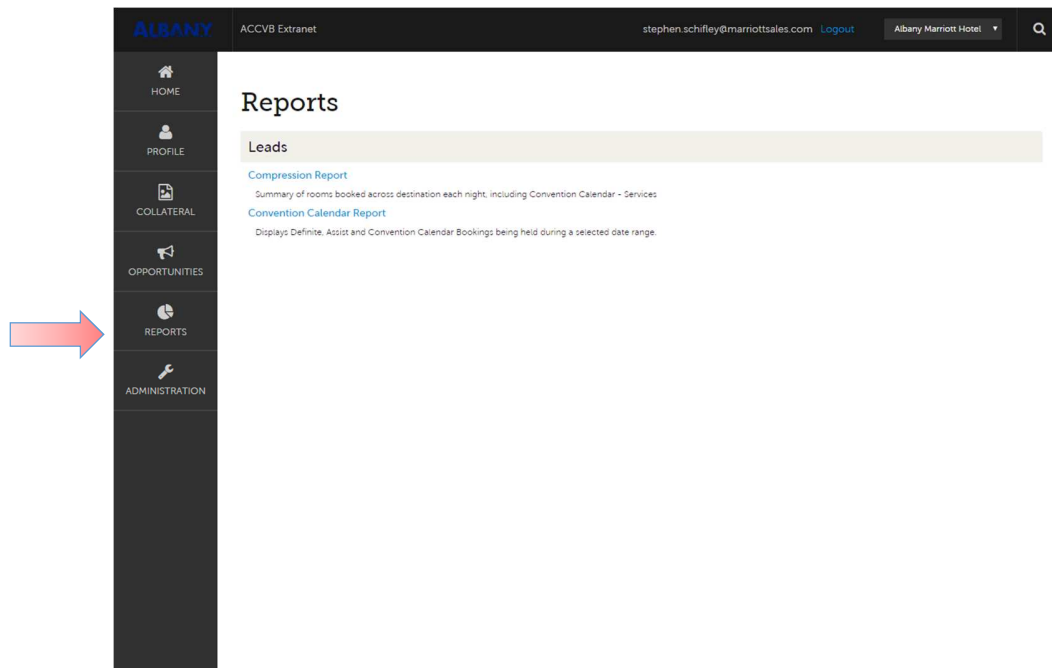 ALBANY
ACCVB Extranet
stephen.schifley@marriottsales.com Logout
Albany Marriott Hotel
HOME
PROFILE
COLLATERAL
OPPORTUNITIES
REPORTS
ADMINISTRATION
Reports
Leads
Compression Report
Summary of rooms booked across destination each night, including Convention Calendar - Services
Convention Calendar Report
Displays Definite, Assist and Convention Calendar Bookings being held during a selected date range.